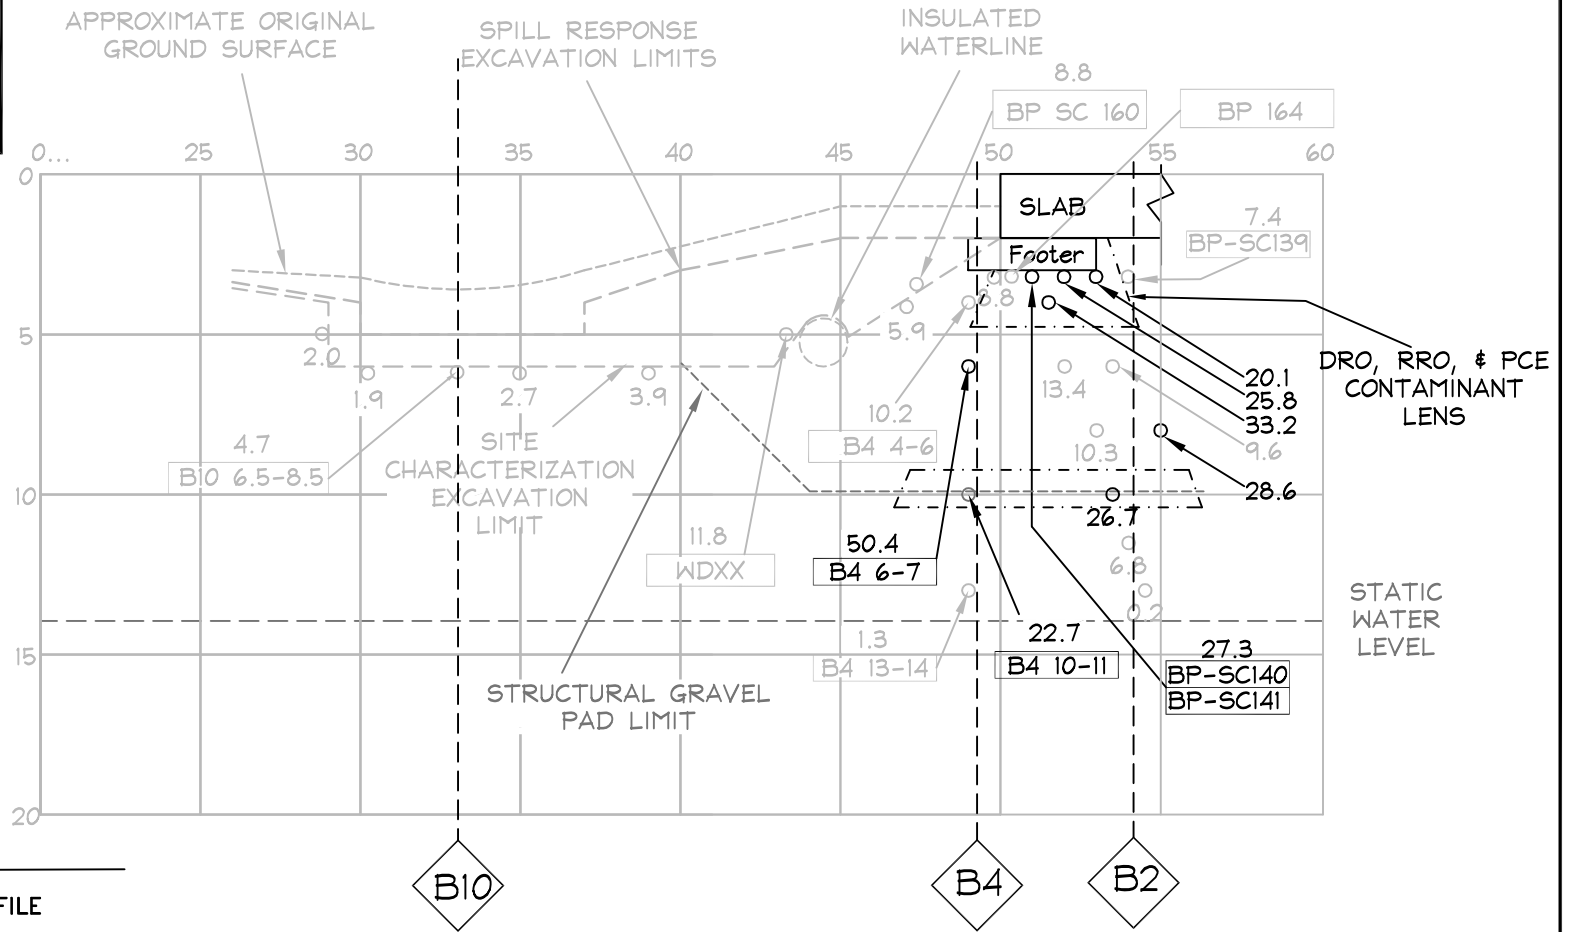 APPROXIMATE ORIGINAL
GROUND SURFACE
SPILL RESPONSE
EXCAVATION LIMITS
INSULATED
WATERLINE
8.8
BP SC 160
BP 164
0... 25 30 35 40 45 50 55 60
0
SLAB
7.4
BP-SC139
Footer
8.8
5
5.9
2.0
1.9
2.7
3.9
13.4
20.1
25.8
33.2
9.6
28.6
DRO, RRO, & PCE
CONTAMINANT
LENS
10.2
B4 4-6
10.3
4.7
B10 6.5-8.5
SITE
CHARACTERIZATION
EXCAVATION
LIMIT
10
26.7
11.8
WDXX
50.4
B4 6-7
6.8
0.2
STATIC
WATER
LEVEL
1.3
B4 13-14
22.7
B4 10-11
27.3
BP-SC140
BP-SC141
15
STRUCTURAL GRAVEL
PAD LIMIT
20
B10
B4
B2
FILE